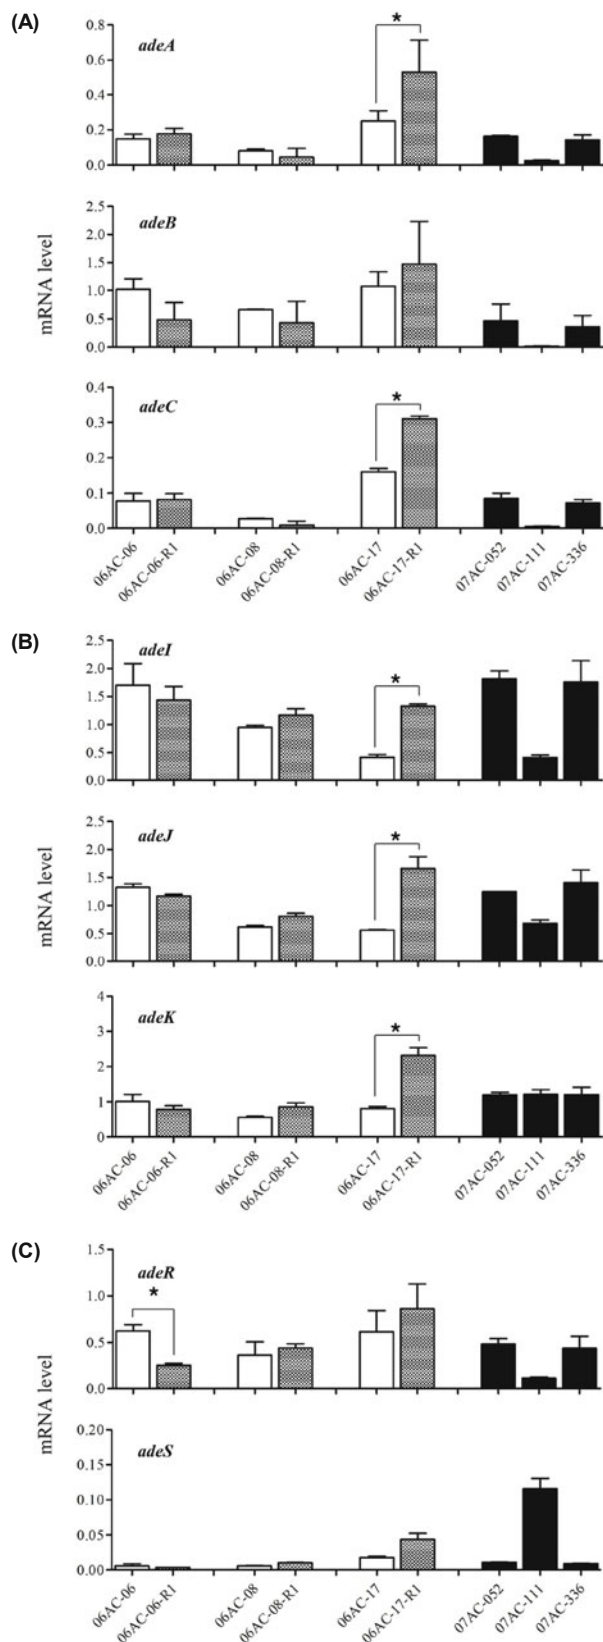 (A)
adeA
*
0.8
0.6
0.4
0.2
0.0
adeB
2.5
2.0
1.5
1.0
0.5
0.0
mRNA level
adeC
*
0.4
0.3
0.2
0.1
0.0
06AC-06
06AC-06-R1
06AC-08
06AC-08-R1
06AC-17
06AC-17-R1
07AC-052
07AC-111
07AC-336
(B)
adeI
*
2.5
2.0
1.5
1.0
0.5
0.0
adeJ
*
2.5
2.0
1.5
1.0
0.5
0.0
mRNA level
adeK
*
4
3
2
1
0
06AC-06
06AC-06-R1
06AC-08
06AC-08-R1
06AC-17
06AC-17-R1
07AC-052
07AC-111
07AC-336
(C)
adeR
*
1.5
1.0
0.5
0.0
mRNA level
adeS
0.20
0.15
0.10
0.05
0.00
06AC-06
06AC-06-R1
06AC-08
06AC-08-R1
06AC-17
06AC-17-R1
07AC-052
07AC-111
07AC-336